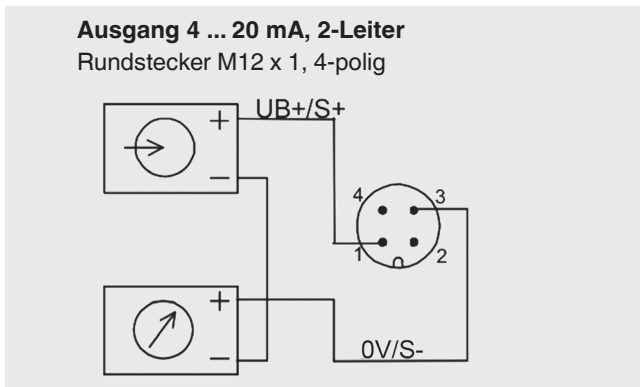 Ausgang 4 ... 20 mA, 2-Leiter
Rundstecker M12 x 1, 4-polig
UB+/S+
+
−
4
3
1
2
+
−
0V/S-